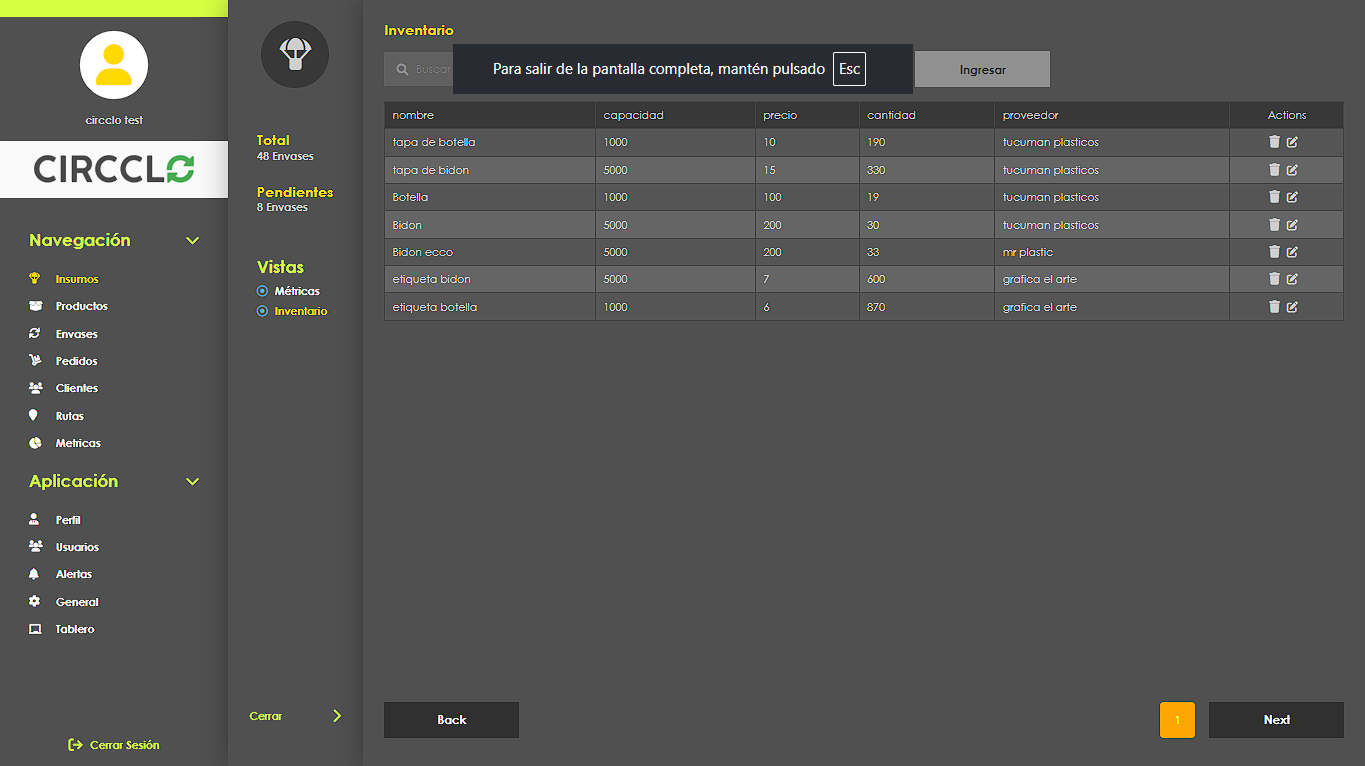 circclo test
CIRCCLO
Navegación
Insumos
Productos
Envases
Pedidos
Clientes
Rutas
Metricas
Aplicación
Perfil
Usuarios
Alertas
General
Tablero
Cerrar Sesión
Total
48 Envases
Pendientes
8 Envases
Vistas
Métricas
Inventario
Cerrar
Inventario
Buscar
Para salir de la pantalla completa, mantén pulsado Esc
Ingresar
nombre capacidad precio cantidad proveedor Actions
tapa de botella 1000 10 190 tucuman plasticos
tapa de bidon 5000 15 330 tucuman plasticos
Botella 1000 100 19 tucuman plasticos
Bidon 5000 200 30 tucuman plasticos
Bidon ecco 5000 200 33 mr plastic
etiqueta bidon 5000 7 600 grafica el arte
etiqueta botella 1000 6 870 grafica el arte
Back 1 Next